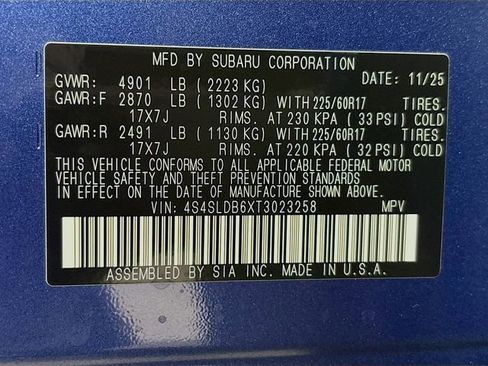 MFD BY SUBARU CORPORATION
GVWR: 4901 LB ( 2223 KG) DATE: 11/25
GAWR:F 2870 LB ( 1302 KG) WITH 225/60R17 TIRES.
17X7J RIMS. AT 230 KPA ( 33 PSI) COLD
GAWR:R 2491 LB ( 1130 KG) WITH 225/60R17 TIRES.
17X7J RIMS. AT 220 KPA ( 32 PSI) COLD
THIS VEHICLE CONFORMS TO ALL APPLICABLE FEDERAL MOTOR
VEHICLE SAFETY AND THEFT PREVENTION STANDARDS
IN EFFECT ON THE DATE OF MANUFACTURE SHOWN ABOVE.
VIN: 4S4SLDB6XT3023258 MPV
ASSEMBLED BY SIA INC. MADE IN U.S.A.